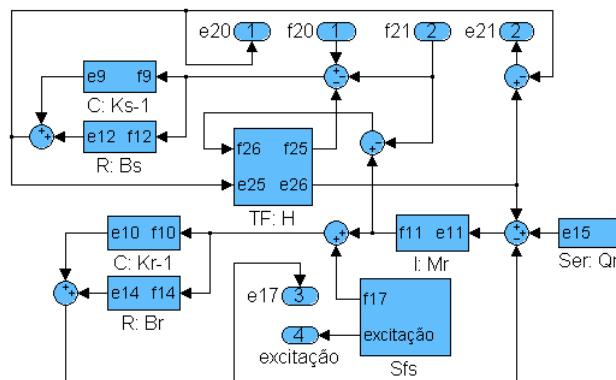 e20 1 f20 1 f21 2 e21 2
e9 f9
C: Ks-1
e12 f12
R: Bs
f26 f25
e25 e26
TF: H
e10 f10
C: Kr-1
e14 f14
R: Br
f11 e11
I: Mr
e15
Ser: Qr
e17 3
4
excitação
f17
excitação
Sfs